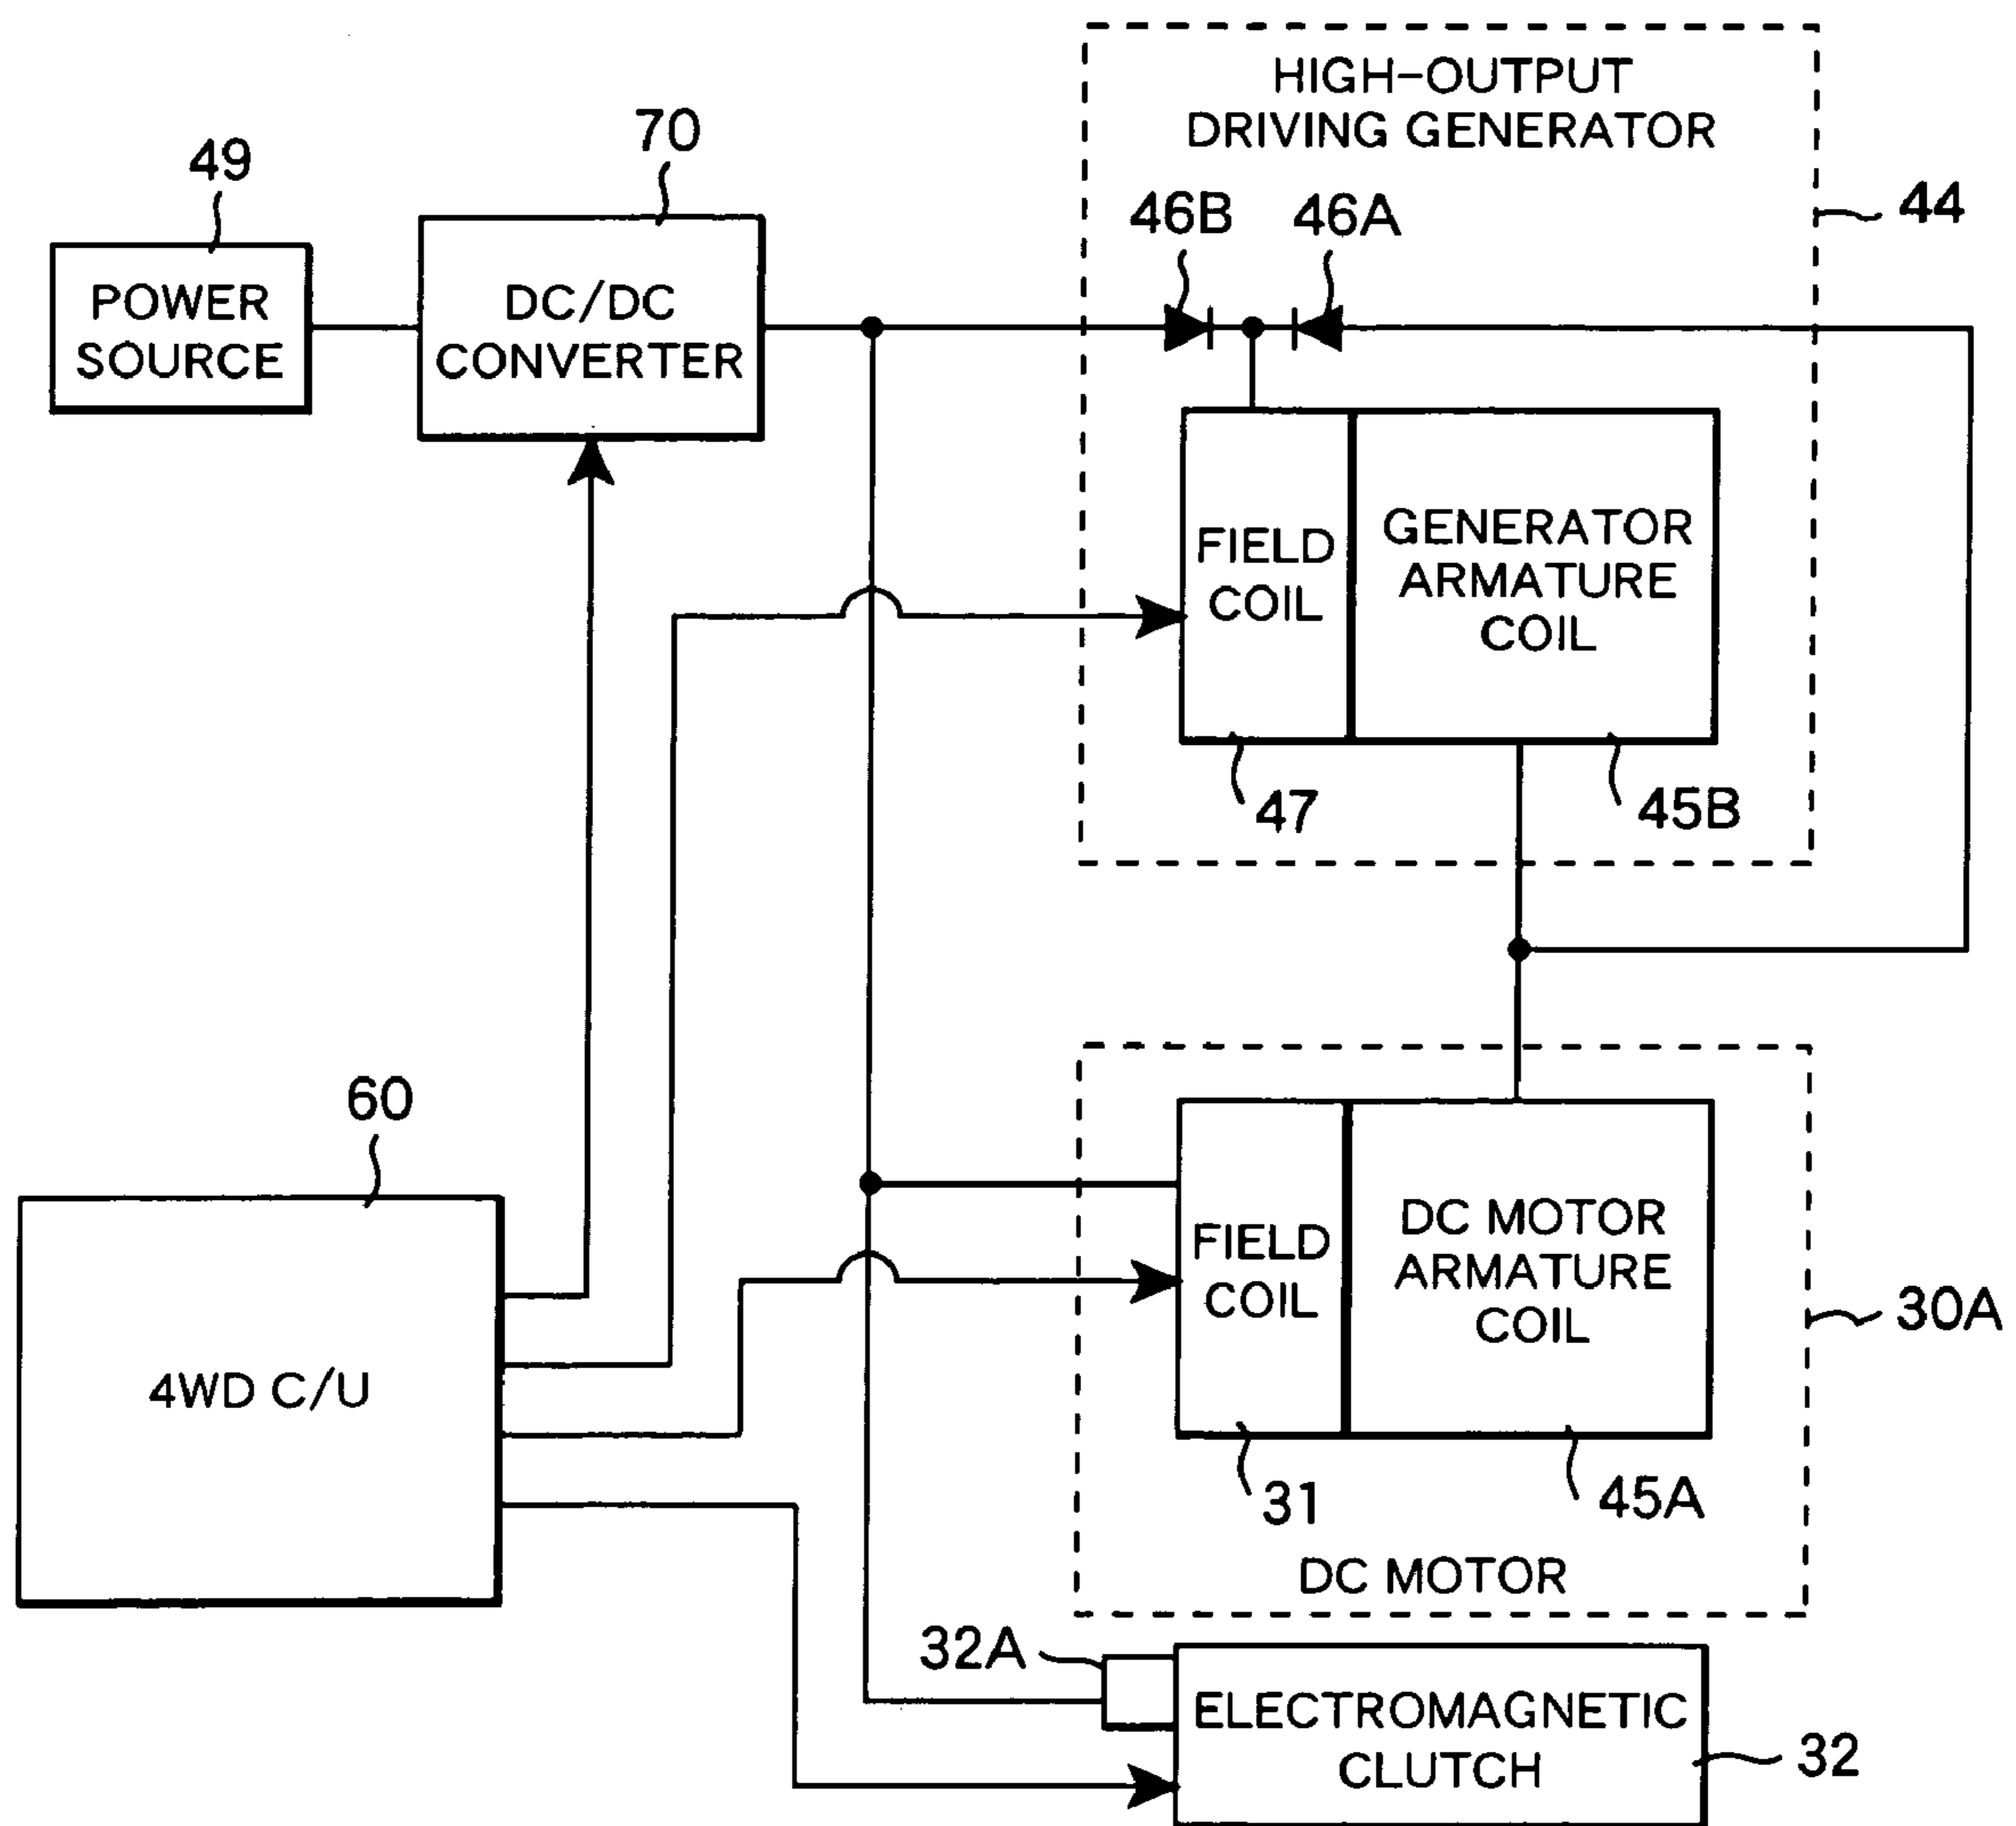 HIGH-OUTPUT
DRIVING GENERATOR
70
49
46B
46A
44
POWER
SOURCE
DC/DC
CONVERTER
FIELD
COIL
GENERATOR
ARMATURE
COIL
47
45B
60
4WD C/U
FIELD
COIL
DC MOTOR
ARMATURE
COIL
30A
31
45A
DC MOTOR
32A
ELECTROMAGNETIC
CLUTCH
32